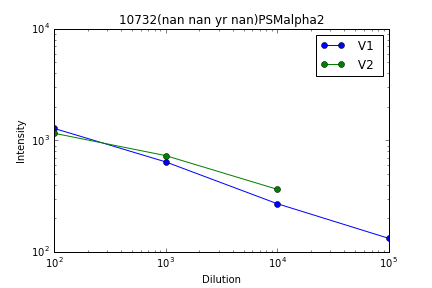 10732(nan nan yr nan)PSMalpha2
10^4
V1
V2
10^3
Intensity
10^2
10^2 10^3 10^4 10^5
Dilution